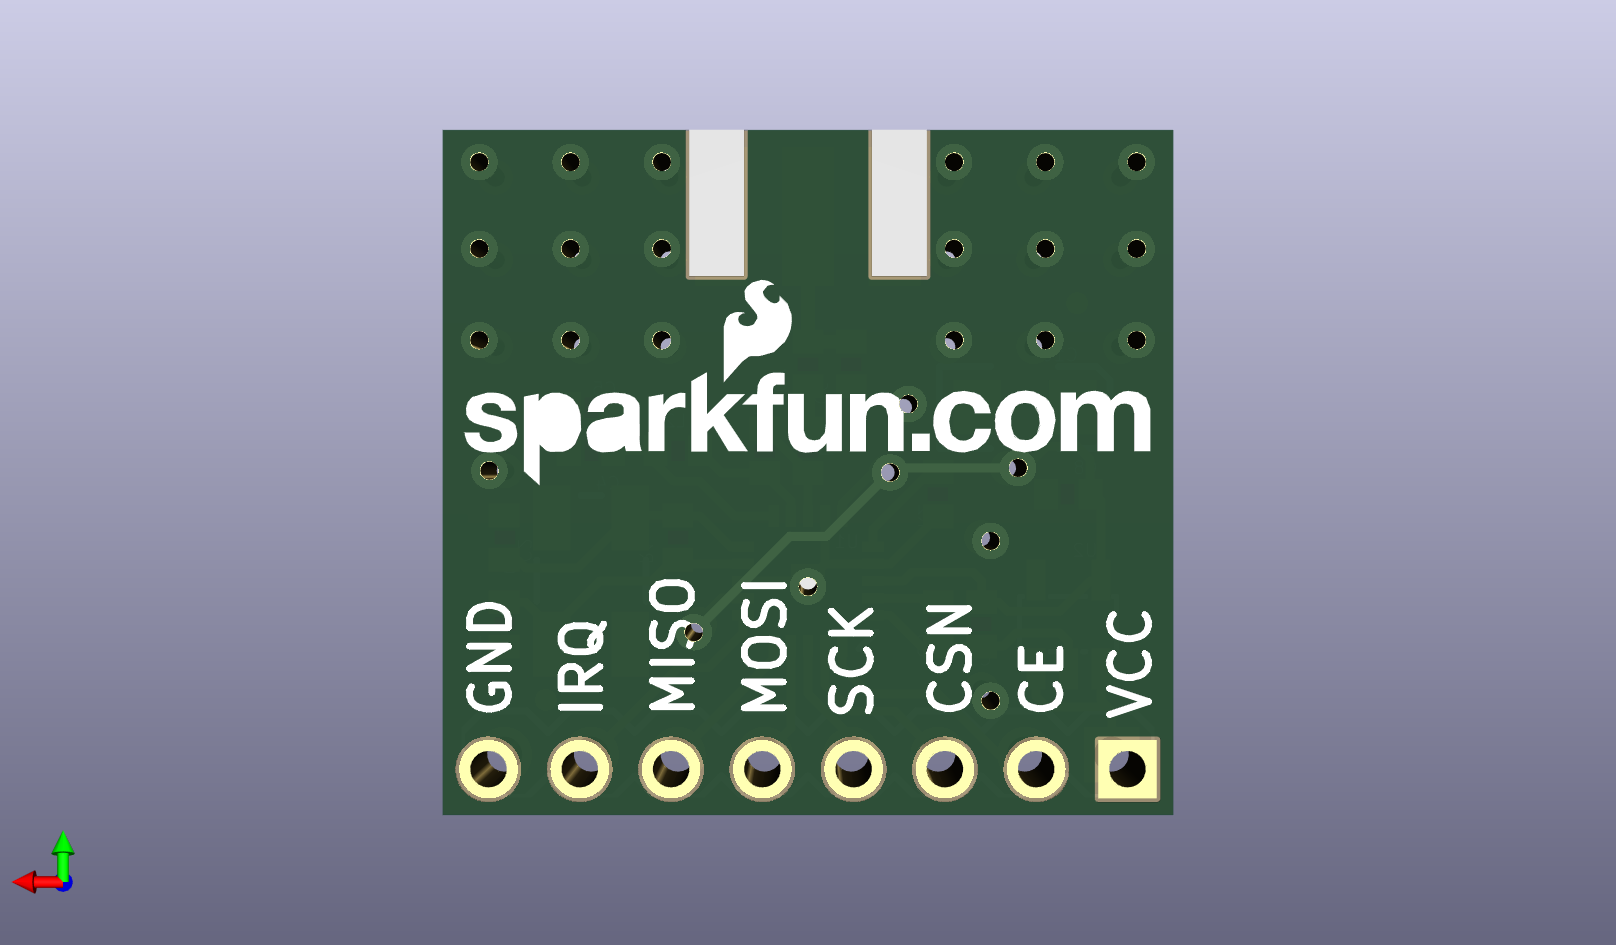 sparkfun.com
GND
IRQ
MISO
MOSI
SCK
CSN
CE
VCC